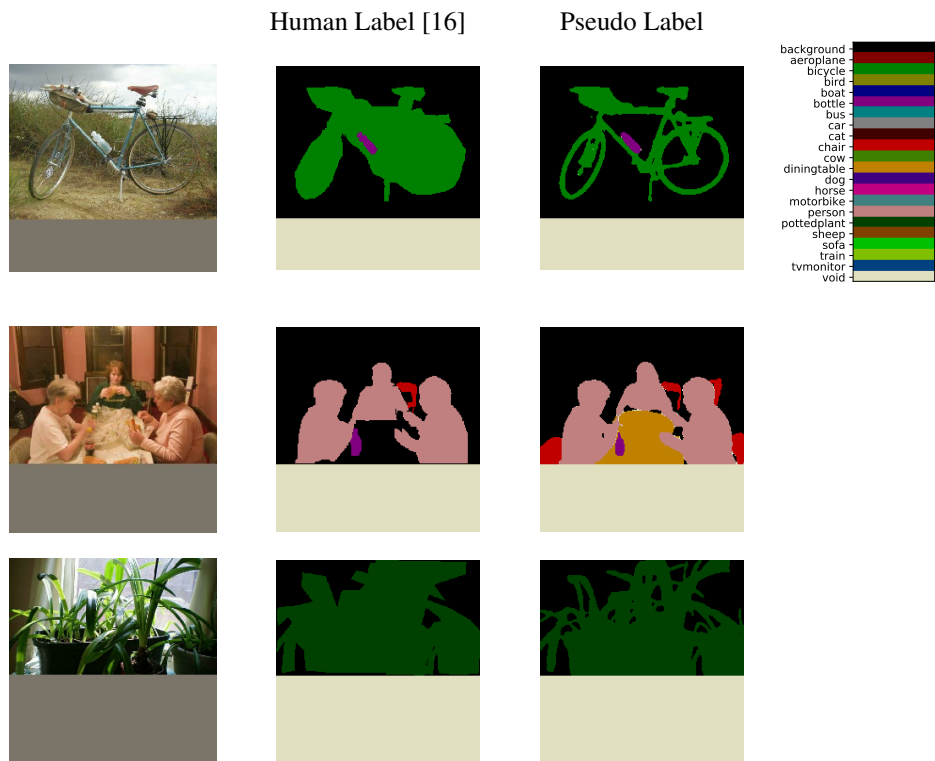 Human Label [16]
Pseudo Label
background
aeroplane
bicycle
bird
boat
bottle
bus
car
cat
chair
cow
diningtable
dog
horse
motorbike
person
pottedplant
sheep
sofa
train
tvmonitor
void